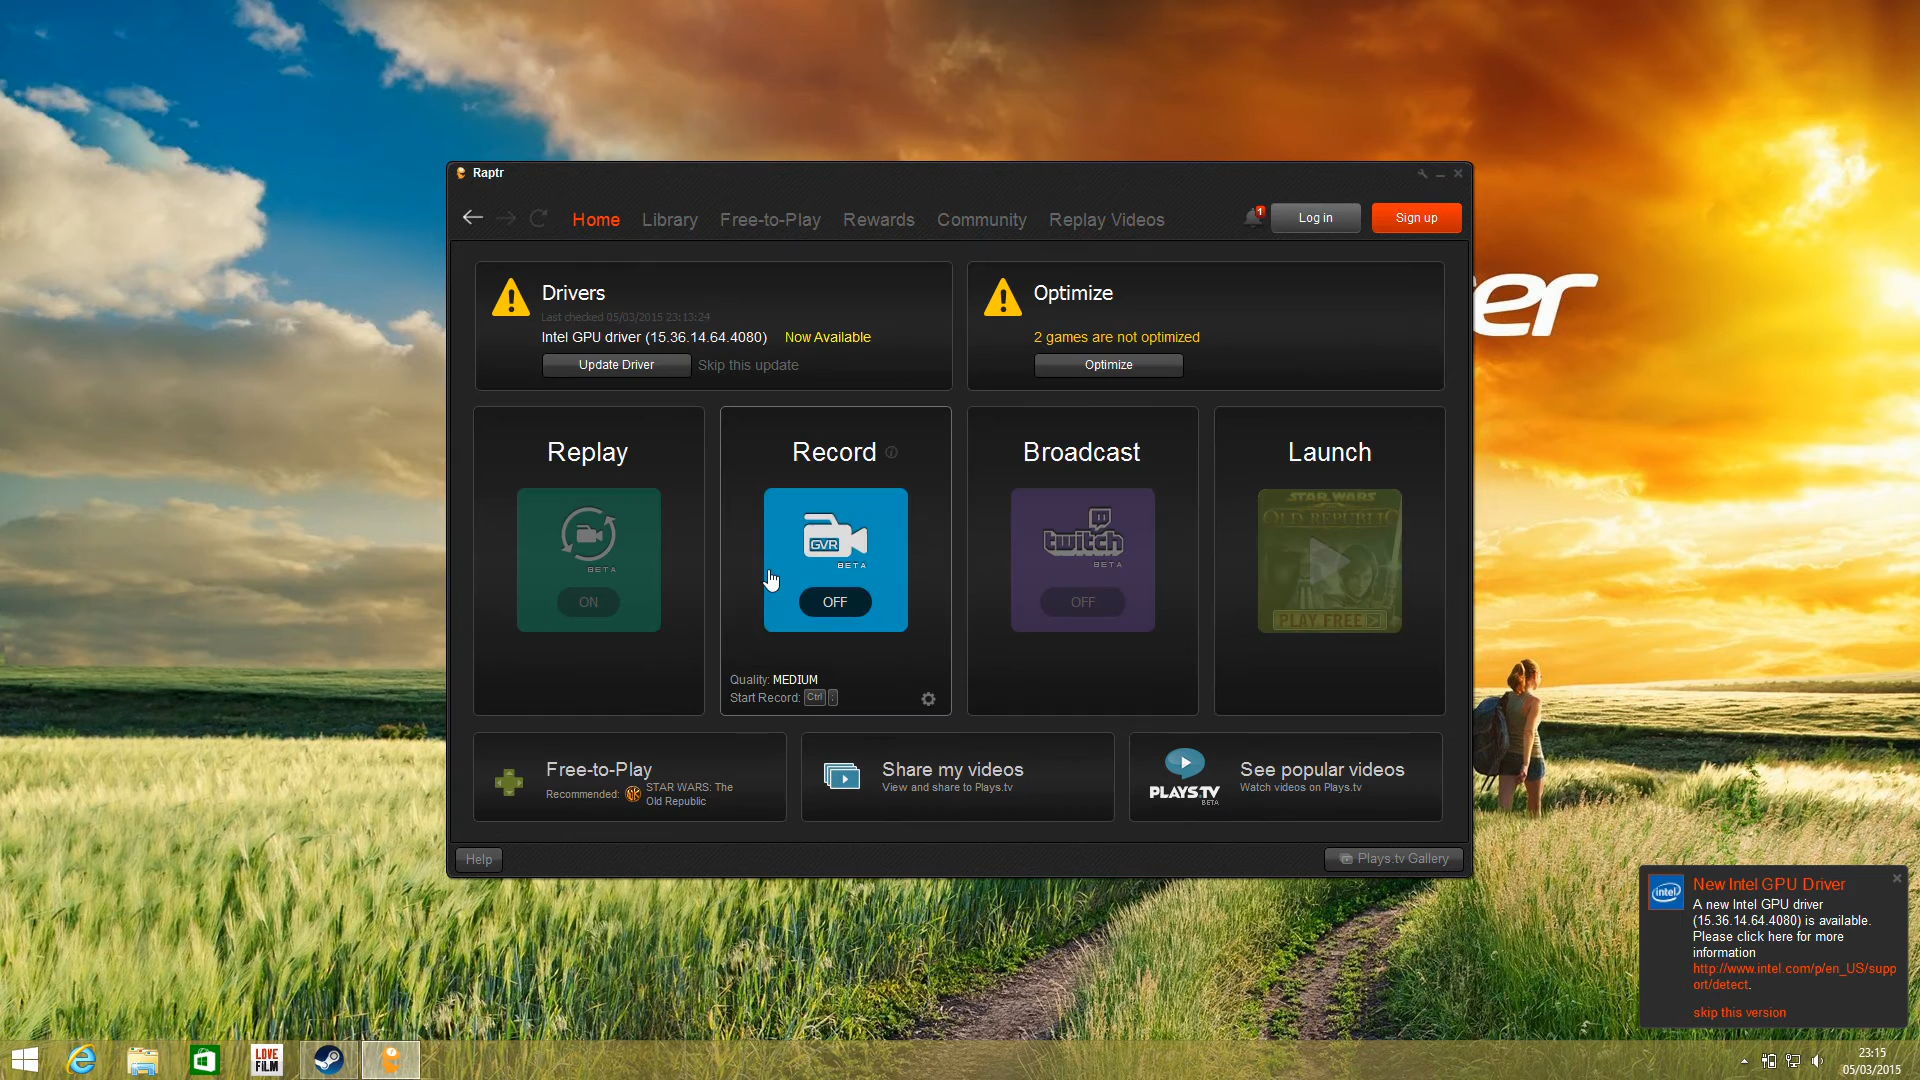 Raptr
Home Library Free-to-Play Rewards Community Replay Videos
1
Log in
Sign up
Drivers
Last checked 05/03/2015 23:13:24
Intel GPU driver (15.36.14.64.4080) Now Available
Update Driver Skip this update
Optimize
2 games are not optimized
Optimize
er
Replay
BETA
ON
Record
GVR
BETA
OFF
Quality: MEDIUM
Start Record: Ctrl ;
Broadcast
twitch
BETA
OFF
Launch
STAR WARS
OLD REPUBLIC
PLAY FREE
Free-to-Play
Recommended: STAR WARS: The
Old Republic
Share my videos
View and share to Plays.tv
PLAYS.TV
BETA
See popular videos
Watch videos on Plays.tv
Help
Plays.tv Gallery
intel
New Intel GPU Driver
A new Intel GPU driver
(15.36.14.64.4080) is available.
Please click here for more
information
http://www.intel.com/p/en_US/supp
ort/detect.
skip this version
LOVE
FILM
23:15
05/03/2015